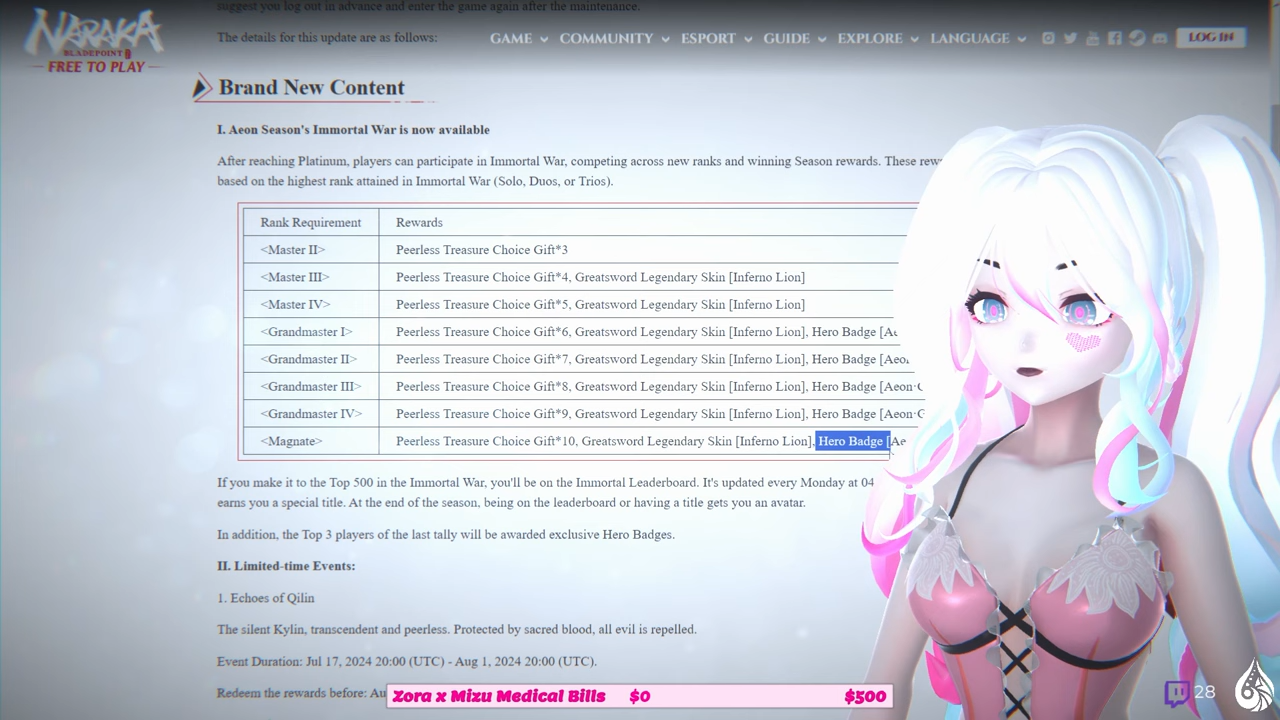 suggest you log out in advance and enter the game again after the maintenance.
NARAKA
BLADEPOINT
FREE TO PLAY
The details for this update are as follows:
GAME COMMUNITY ESPORT GUIDE EXPLORE LANGUAGE LOG IN
Brand New Content
I. Aeon Season's Immortal War is now available
After reaching Platinum, players can participate in Immortal War, competing across new ranks and winning Season rewards. These
based on the highest rank attained in Immortal War (Solo, Duos, or Trios).
Rank Requirement Rewards
<Master II> Peerless Treasure Choice Gift*3
<Master III> Peerless Treasure Choice Gift*4, Greatsword Legendary Skin [Inferno Lion]
<Master IV> Peerless Treasure Choice Gift*5, Greatsword Legendary Skin [Inferno Lion]
<Grandmaster I> Peerless Treasure Choice Gift*6, Greatsword Legendary Skin [Inferno Lion], Hero Badge
<Grandmaster II> Peerless Treasure Choice Gift*7, Greatsword Legendary Skin [Inferno Lion], Hero Badge
<Grandmaster III> Peerless Treasure Choice Gift*8, Greatsword Legendary Skin [Inferno Lion], Hero Badge [Aeon·
<Grandmaster IV> Peerless Treasure Choice Gift*9, Greatsword Legendary Skin [Inferno Lion], Hero Badge [Aeon·
<Magnate> Peerless Treasure Choice Gift*10, Greatsword Legendary Skin [Inferno Lion], Hero Badge [Ae
If you make it to the Top 500 in the Immortal War, you'll be on the Immortal Leaderboard. It's updated every Monday at 04
earns you a special title. At the end of the season, being on the leaderboard or having a title gets you an avatar.
In addition, the Top 3 players of the last tally will be awarded exclusive Hero Badges.
II. Limited-time Events:
1. Echoes of Qilin
The silent Kylin, transcendent and peerless. Protected by sacred blood, all evil is repelled.
Event Duration: Jul 17, 2024 20:00 (UTC) - Aug 1, 2024 20:00 (UTC).
Redeem the rewards before: Au
Zora x Mizu Medical Bills $0 $500
28